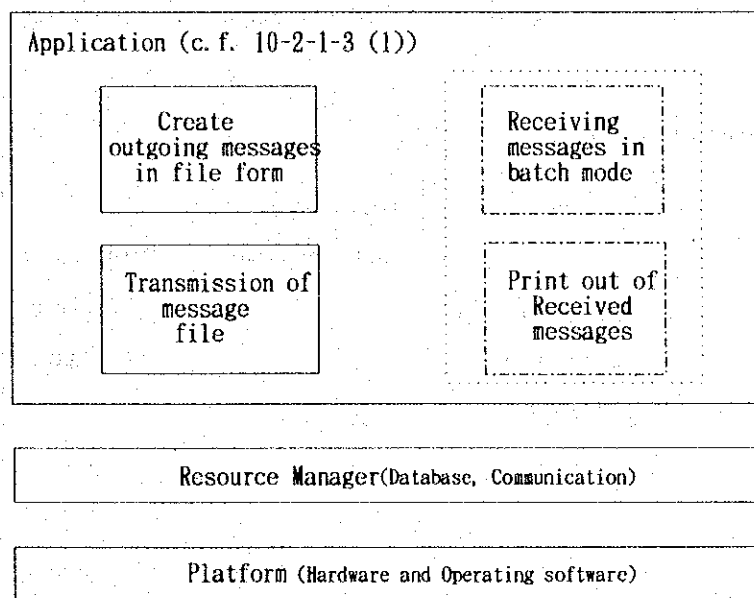 Application (c.f. 10-2-1-3 (1))
Create
outgoing messages
in file form
Receiving
messages in
batch mode
Transmission of
message
file
Print out of
Received
messages
Resource Manager(Database, Communication)
Platform (Hardware and Operating software)